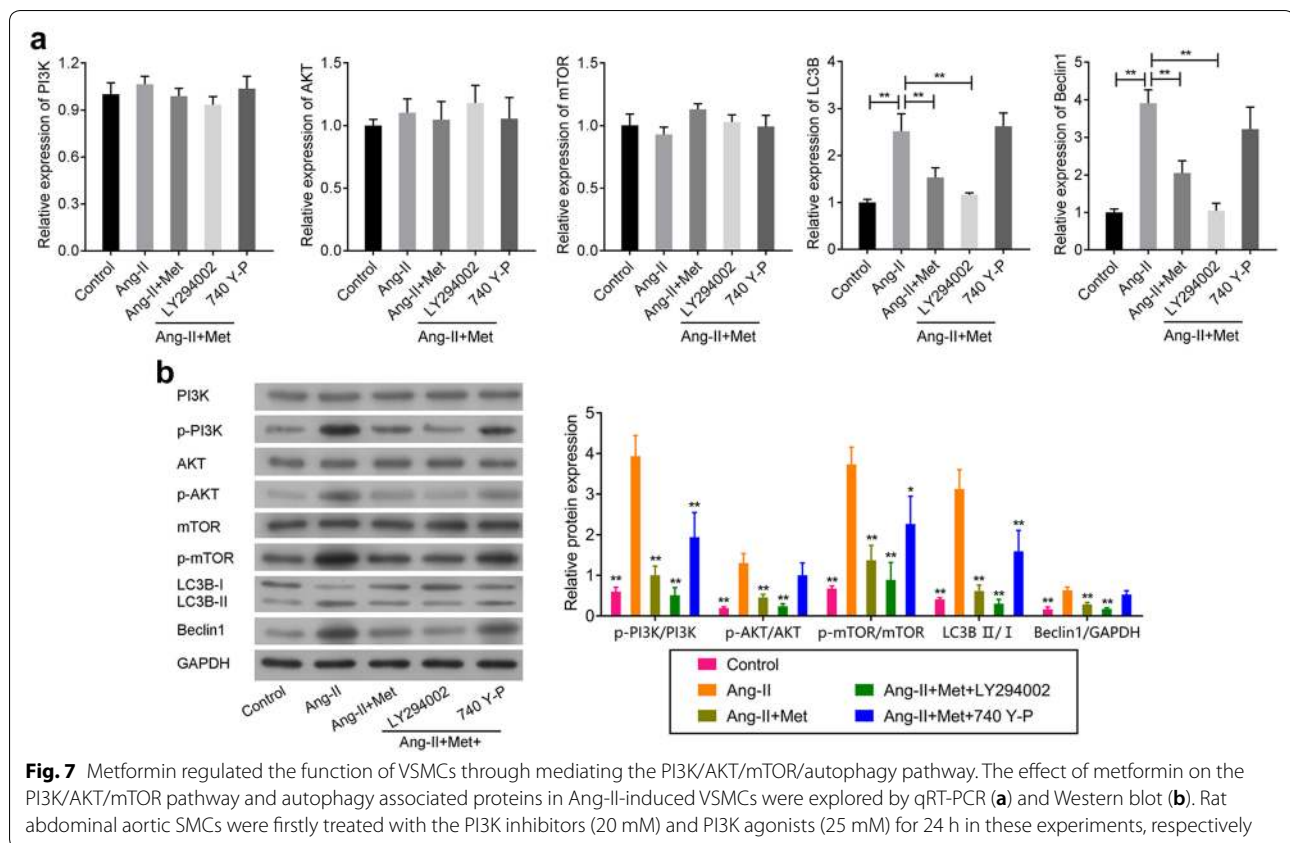 a
Relative expression of PI3K
1.2
0.9
0.6
0.3
0.0
Control
Ang-II
Ang-II+Met
LY294002
740 Y-P
Ang-II+Met
Relative expression of AKT
1.5
1.0
0.5
0.0
Control
Ang-II
Ang-II+Met
LY294002
740 Y-P
Ang-II+Met
Relative expression of mTOR
1.5
1.0
0.5
0.0
Control
Ang-II
Ang-II+Met
LY294002
740 Y-P
Ang-II+Met
Relative expression of LC3B
4
3
2
1
0
** ** **
Control
Ang-II
Ang-II+Met
LY294002
740 Y-P
Ang-II+Met
Relative expression of Beclin1
5
4
3
2
1
0
** ** **
Control
Ang-II
Ang-II+Met
LY294002
740 Y-P
Ang-II+Met
b
PI3K
p-PI3K
AKT
p-AKT
mTOR
p-mTOR
LC3B-I
LC3B-II
Beclin1
GAPDH
Control
Ang-II
Ang-II+Met
LY294002
740 Y-P
Ang-II+Met+
Relative protein expression
5
4
3
2
1
0
** ** ** **
** ** **
** ** ** *
** ** ** **
** ** **
p-PI3K/PI3K
p-AKT/AKT
p-mTOR/mTOR
LC3B II/I
Beclin1/GAPDH
Control
Ang-II
Ang-II+Met
Ang-II+Met+LY294002
Ang-II+Met+740 Y-P
Fig. 7 Metformin regulated the function of VSMCs through mediating the PI3K/AKT/mTOR/autophagy pathway. The effect of metformin on the
PI3K/AKT/mTOR pathway and autophagy associated proteins in Ang-II-induced VSMCs were explored by qRT-PCR (a) and Western blot (b). Rat
abdominal aortic SMCs were firstly treated with the PI3K inhibitors (20 mM) and PI3K agonists (25 mM) for 24 h in these experiments, respectively